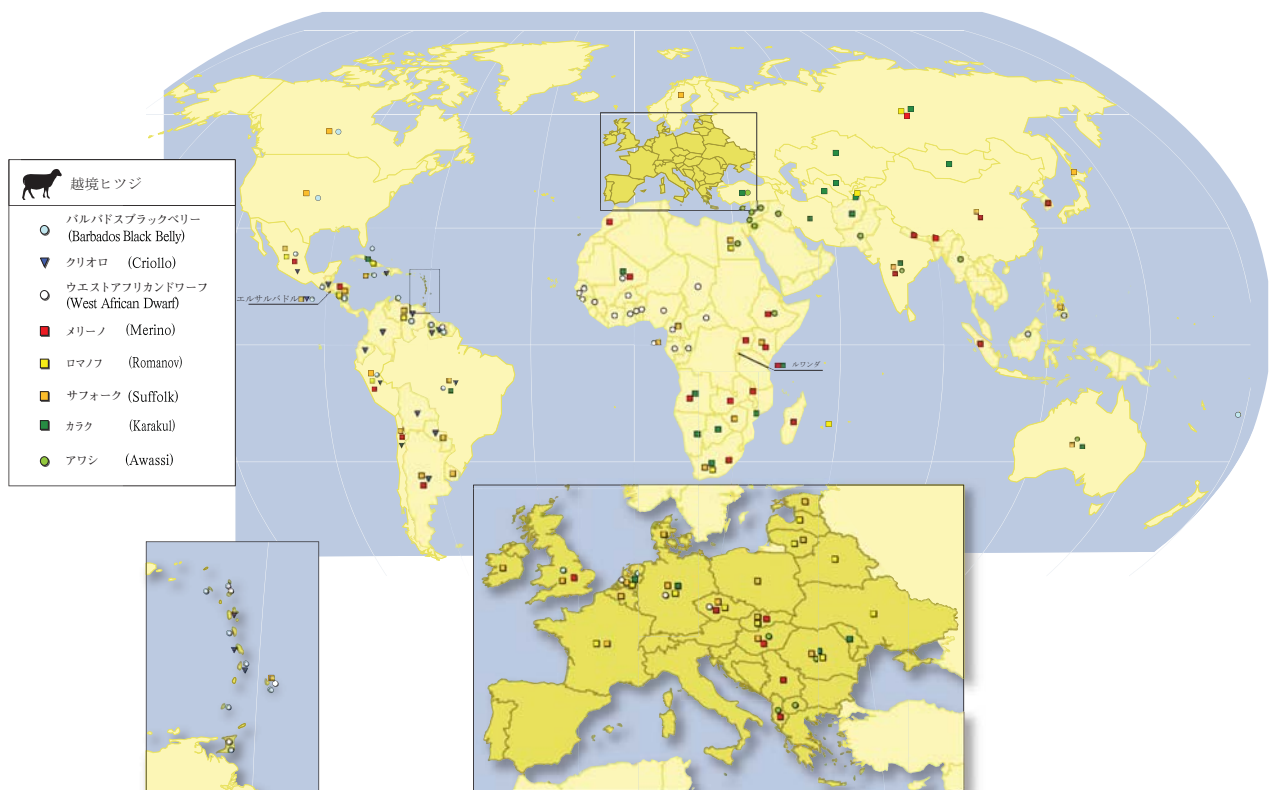 越境ヒツジ
バルバドスブラックベリー
(Barbados Black Belly)
クリオロ (Criollo)
ウエストアフリカンドワーフ
(West African Dwarf)
メリーノ (Merino)
ロマノフ (Romanov)
サフォーク (Suffolk)
カラク (Karakul)
アワシ (Awassi)
エルサルバドル
ルワンダ